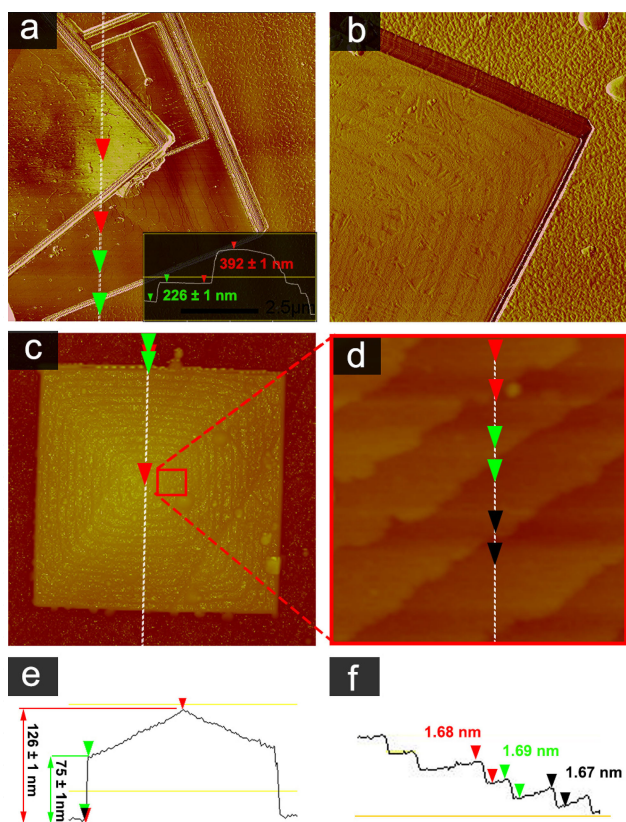 a
b
392 ± 1 nm
226 ± 1 nm
2.5µm
c
d
e
f
126 ± 1 nm
75 ± 1nm
1.68 nm
1.69 nm
1.67 nm